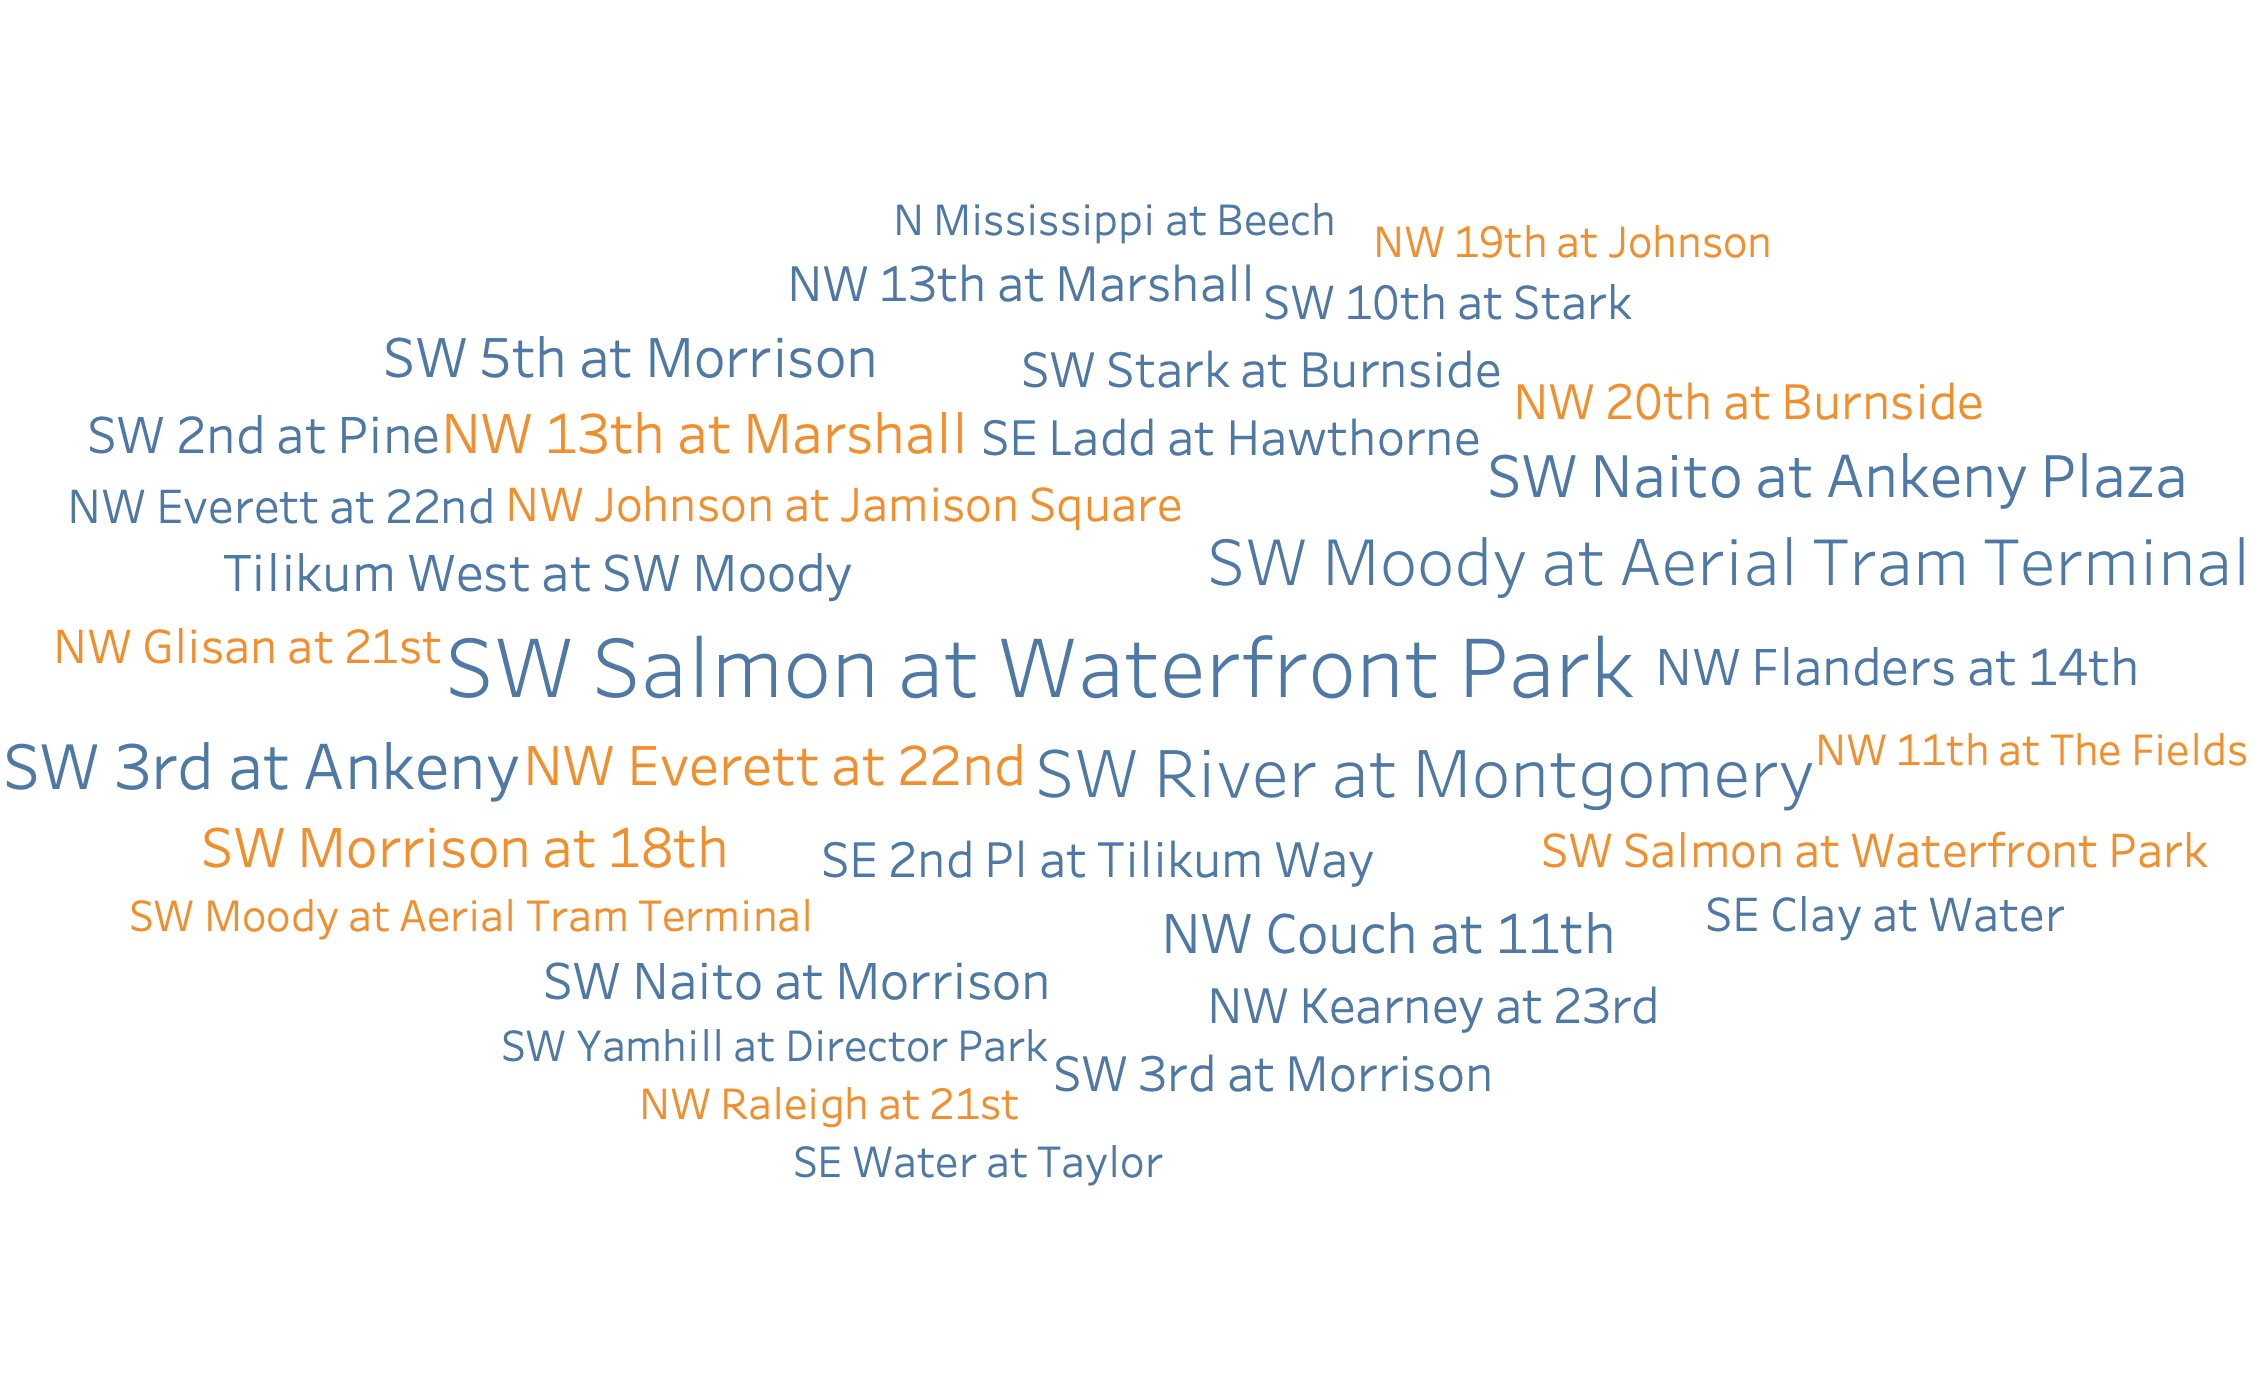 N Mississippi at Beech
NW 19th at Johnson
NW 13th at Marshall
SW 10th at Stark
SW 5th at Morrison
SW Stark at Burnside
NW 20th at Burnside
SW 2nd at Pine
NW 13th at Marshall
SE Ladd at Hawthorne
SW Naito at Ankeny Plaza
NW Everett at 22nd
NW Johnson at Jamison Square
SW Moody at Aerial Tram Terminal
Tilikum West at SW Moody
NW Glisan at 21st
SW Salmon at Waterfront Park
NW Flanders at 14th
SW 3rd at Ankeny
NW Everett at 22nd
SW River at Montgomery
NW 11th at The Fields
SW Morrison at 18th
SE 2nd Pl at Tilikum Way
SW Salmon at Waterfront Park
SW Moody at Aerial Tram Terminal
NW Couch at 11th
SE Clay at Water
SW Naito at Morrison
NW Kearney at 23rd
SW Yamhill at Director Park
SW 3rd at Morrison
NW Raleigh at 21st
SE Water at Taylor